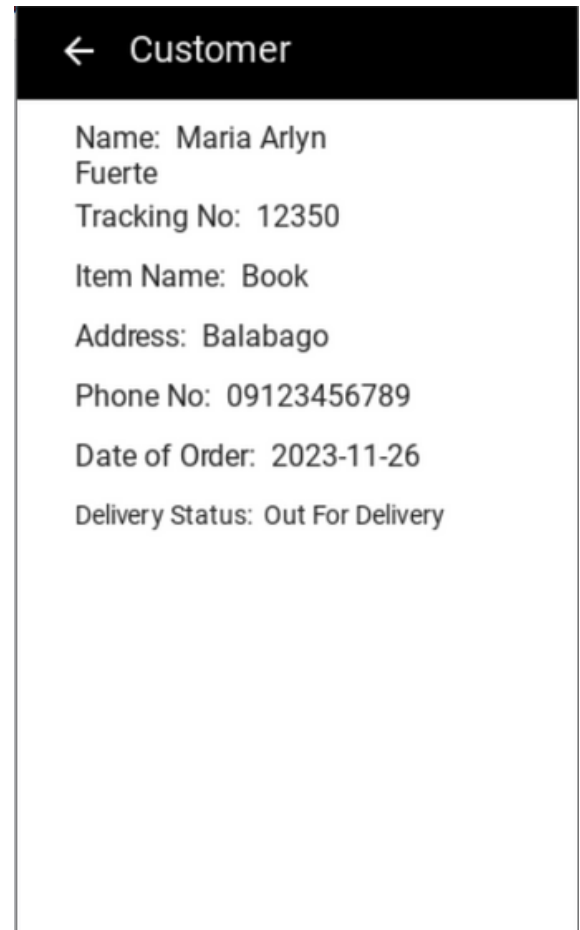 Customer
Name: Maria Arlyn
Fuerte
Tracking No: 12350
Item Name: Book
Address: Balabago
Phone No: 09123456789
Date of Order: 2023-11-26
Delivery Status: Out For Delivery